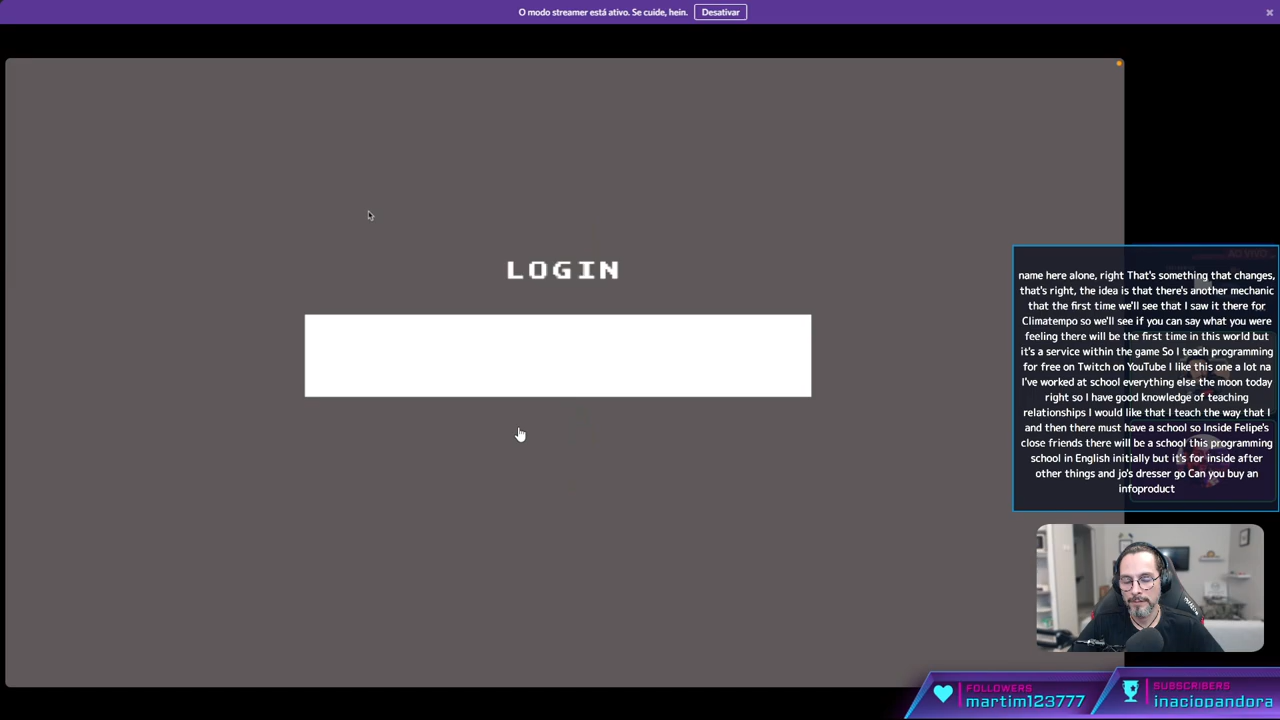 O modo streamer está ativo. Se cuide, hein.
Desativar
LOGIN
AO VIVO
name here alone, right That's something that changes,
that's right, the idea is that there's another mechanic
that the first time we'll see that I saw it there for
Climatempo so we'll see if you can say what you were
feeling there will be the first time in this world but
it's a service within the game So I teach programming
for free on Twitch on YouTube I like this one a lot na
I've worked at school everything else the moon today
right so I have good knowledge of teaching
relationships I would like that I teach the way that I
and then there must have a school so Inside Felipe's
close friends there will be a school this programming
school in English initially but it's for inside after
other things and jo's dresser go Can you buy an
infoproduct
FOLLOWERS
martim123777
SUBSCRIBERS
inaciopandora